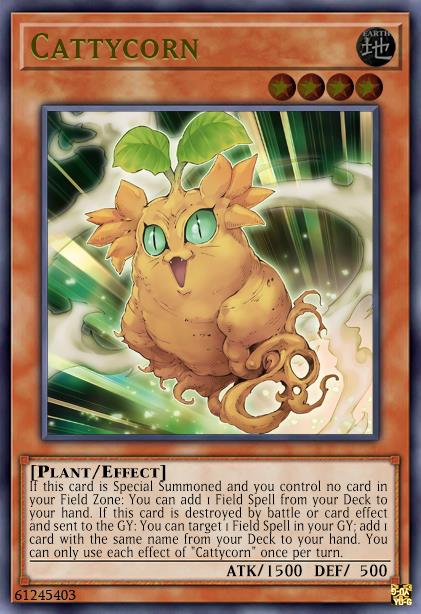 CATTYCORN
EARTH
地
[PLANT/EFFECT]
If this card is Special Summoned and you control no card in
your Field Zone: You can add 1 Field Spell from your Deck to
your hand. If this card is destroyed by battle or card effect
and sent to the GY: You can target 1 Field Spell in your GY; add 1
card with the same name from your Deck to your hand. You
can only use each effect of "Cattycorn" once per turn.
ATK/1500 DEF/ 500
61245403